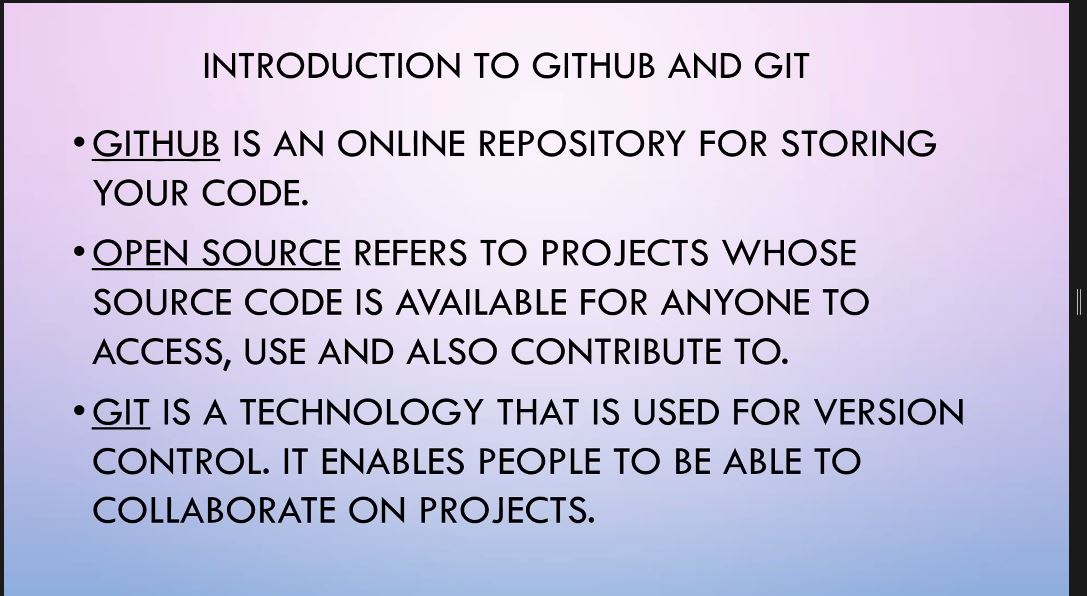 INTRODUCTION TO GITHUB AND GIT
• GITHUB IS AN ONLINE REPOSITORY FOR STORING
YOUR CODE.
• OPEN SOURCE REFERS TO PROJECTS WHOSE
SOURCE CODE IS AVAILABLE FOR ANYONE TO
ACCESS, USE AND ALSO CONTRIBUTE TO.
• GIT IS A TECHNOLOGY THAT IS USED FOR VERSION
CONTROL. IT ENABLES PEOPLE TO BE ABLE TO
COLLABORATE ON PROJECTS.